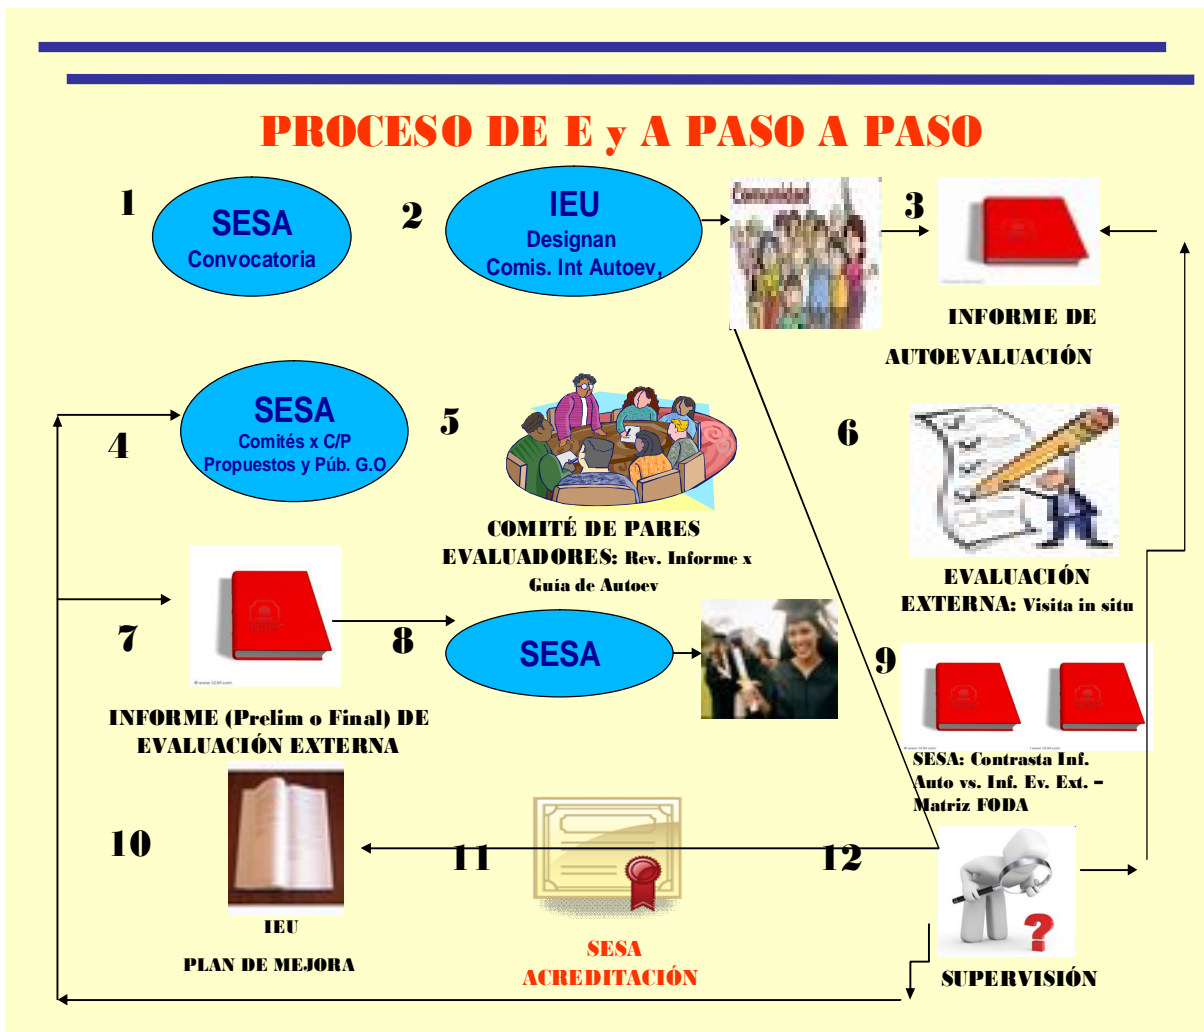 PROCESO DE E y A PASO A PASO
1
SESA
Convocatoria
2
IEU
Designan
Comis. Int Autoev,
Comunidad
3
INFORME DE
AUTOEVALUACIÓN
4
SESA
Comités x C/P
Propuestos y Púb. G.O
5
COMITÉ DE PARES
EVALUADORES: Rev. Informe x
Guía de Autoev
6
EVALUACIÓN
EXTERNA: Visita in situ
7
INFORME (Prelim o Final) DE
EVALUACIÓN EXTERNA
8
SESA
9
SESA: Contrasta Inf.
Auto vs. Inf. Ev. Ext. –
Matriz FODA
10
IEU
PLAN DE MEJORA
11
SESA
ACREDITACIÓN
12
?
SUPERVISIÓN